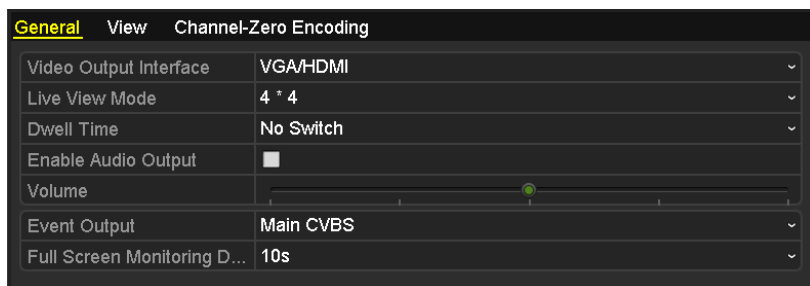 General View Channel-Zero Encoding
Video Output Interface VGA/HDMI
Live View Mode 4 * 4
Dwell Time No Switch
Enable Audio Output
Volume
Event Output Main CVBS
Full Screen Monitoring D... 10s